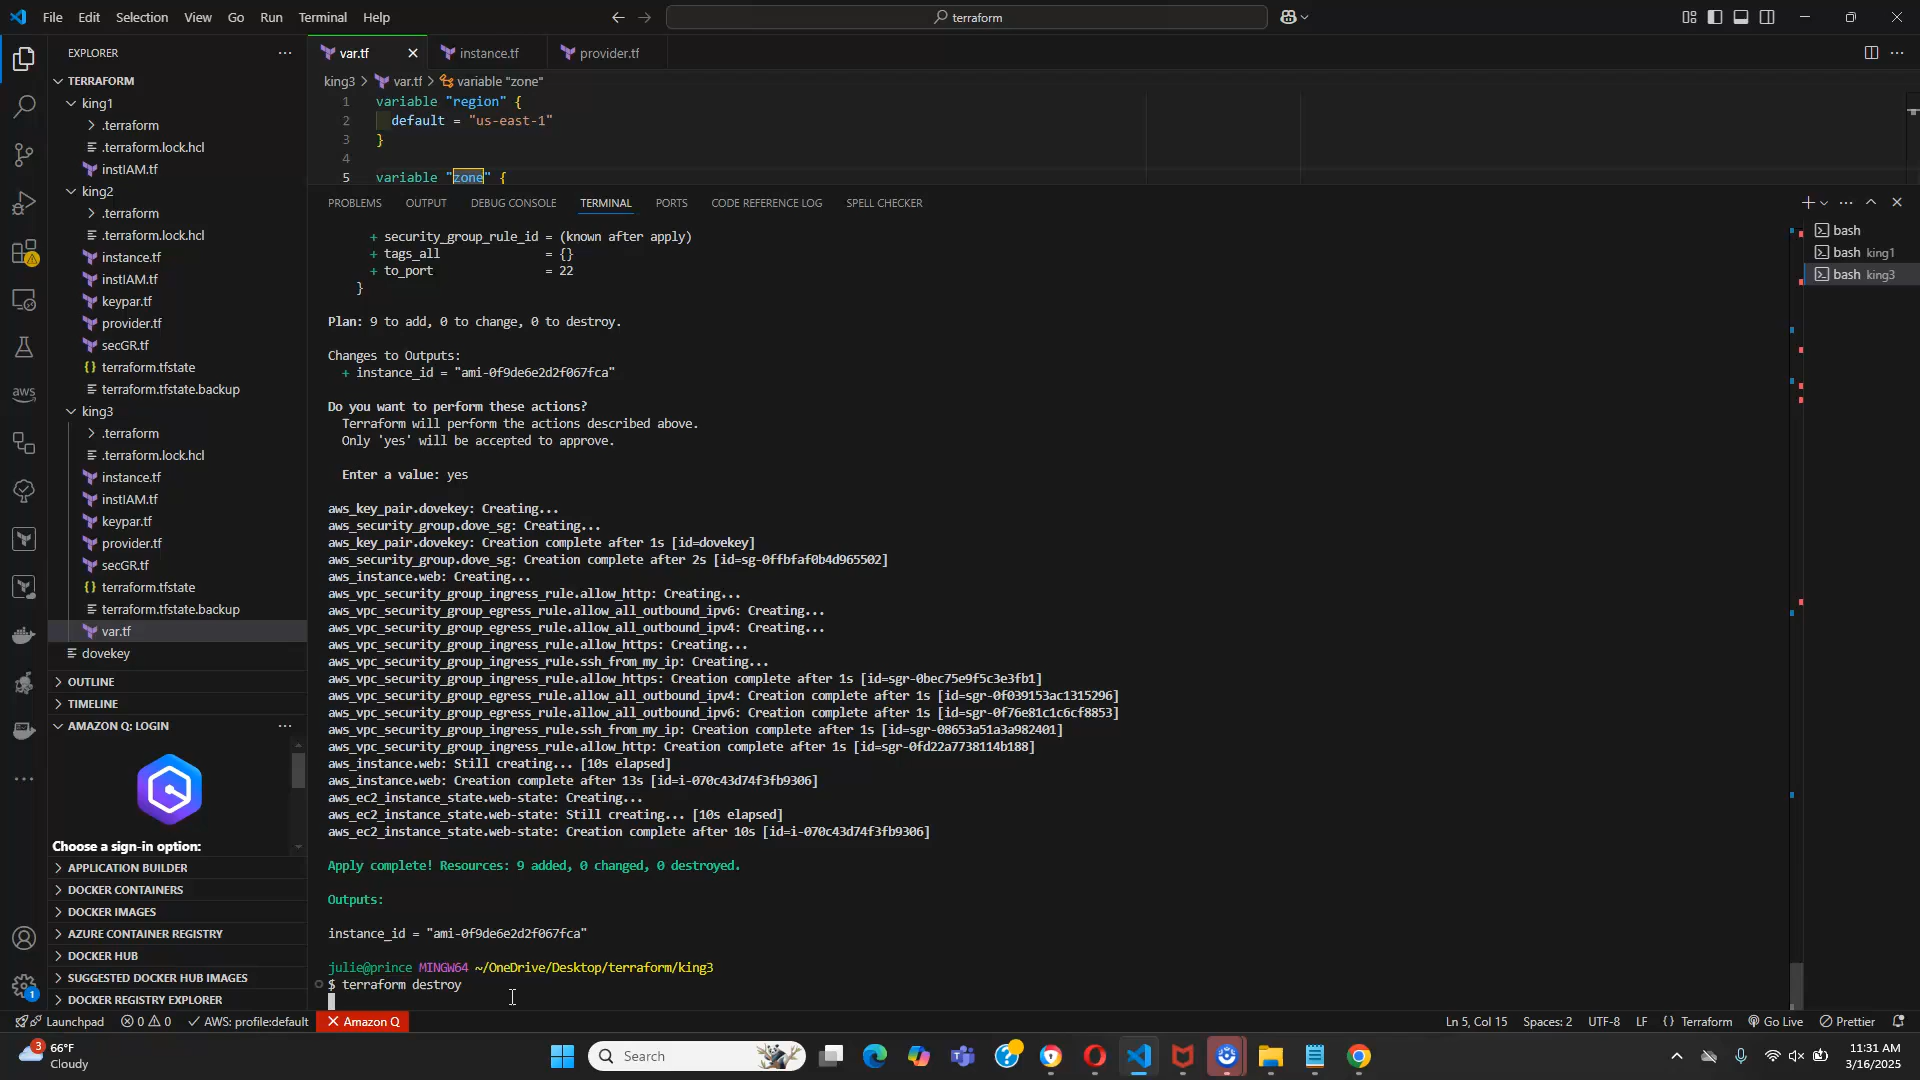 File Edit Selection View Go Run Terminal Help
terraform
EXPLORER
TERRAFORM
king1
.terraform
.terraform.lock.hcl
instIAM.tf
king2
.terraform
.terraform.lock.hcl
instance.tf
instIAM.tf
keypar.tf
provider.tf
secGR.tf
terraform.tfstate
terraform.tfstate.backup
king3
.terraform
.terraform.lock.hcl
instance.tf
instIAM.tf
keypar.tf
provider.tf
secGR.tf
terraform.tfstate
terraform.tfstate.backup
var.tf
dovekey
OUTLINE
TIMELINE
AMAZON Q: LOGIN
Choose a sign-in option:
APPLICATION BUILDER
DOCKER CONTAINERS
DOCKER IMAGES
AZURE CONTAINER REGISTRY
DOCKER HUB
SUGGESTED DOCKER HUB IMAGES
DOCKER REGISTRY EXPLORER
aws
1
var.tf instance.tf provider.tf
king3 > var.tf > variable "zone"
1 variable "region" {
2 default = "us-east-1"
3 }
4
5 variable "zone" {
PROBLEMS OUTPUT DEBUG CONSOLE TERMINAL PORTS CODE REFERENCE LOG SPELL CHECKER
bash
bash king1
bash king3
+ security_group_rule_id = (known after apply)
+ tags_all = {}
+ to_port = 22
}
Plan: 9 to add, 0 to change, 0 to destroy.
Changes to Outputs:
+ instance_id = "ami-0f9de6e2d2f067fca"
Do you want to perform these actions?
Terraform will perform the actions described above.
Only 'yes' will be accepted to approve.
Enter a value: yes
aws_key_pair.dovekey: Creating...
aws_security_group.dove_sg: Creating...
aws_key_pair.dovekey: Creation complete after 1s [id=dovekey]
aws_security_group.dove_sg: Creation complete after 2s [id=sg-0ffbfaf0b4d965502]
aws_instance.web: Creating...
aws_vpc_security_group_ingress_rule.allow_http: Creating...
aws_vpc_security_group_egress_rule.allow_all_outbound_ipv6: Creating...
aws_vpc_security_group_egress_rule.allow_all_outbound_ipv4: Creating...
aws_vpc_security_group_ingress_rule.allow_https: Creating...
aws_vpc_security_group_ingress_rule.ssh_from_my_ip: Creating...
aws_vpc_security_group_ingress_rule.allow_https: Creation complete after 1s [id=sgr-0bec75e9f5c3e3fb1]
aws_vpc_security_group_egress_rule.allow_all_outbound_ipv4: Creation complete after 1s [id=sgr-0f039153ac1315296]
aws_vpc_security_group_egress_rule.allow_all_outbound_ipv6: Creation complete after 1s [id=sgr-0f76e81c1c6cf8853]
aws_vpc_security_group_ingress_rule.ssh_from_my_ip: Creation complete after 1s [id=sgr-08653a51a3a982401]
aws_vpc_security_group_ingress_rule.allow_http: Creation complete after 1s [id=sgr-0fd22a7738114b188]
aws_instance.web: Still creating... [10s elapsed]
aws_instance.web: Creation complete after 13s [id=i-070c43d74f3fb9306]
aws_ec2_instance_state.web-state: Creating...
aws_ec2_instance_state.web-state: Still creating... [10s elapsed]
aws_ec2_instance_state.web-state: Creation complete after 10s [id=i-070c43d74f3fb9306]
Apply complete! Resources: 9 added, 0 changed, 0 destroyed.
Outputs:
instance_id = "ami-0f9de6e2d2f067fca"
julie@prince MINGW64 ~/OneDrive/Desktop/terraform/king3
$ terraform destroy
Launchpad 0 0 AWS: profile:default Amazon Q Ln 5, Col 15 Spaces: 2 UTF-8 LF {} Terraform Go Live Prettier
3 66°F
Cloudy
Search
11:31 AM
3/16/2025